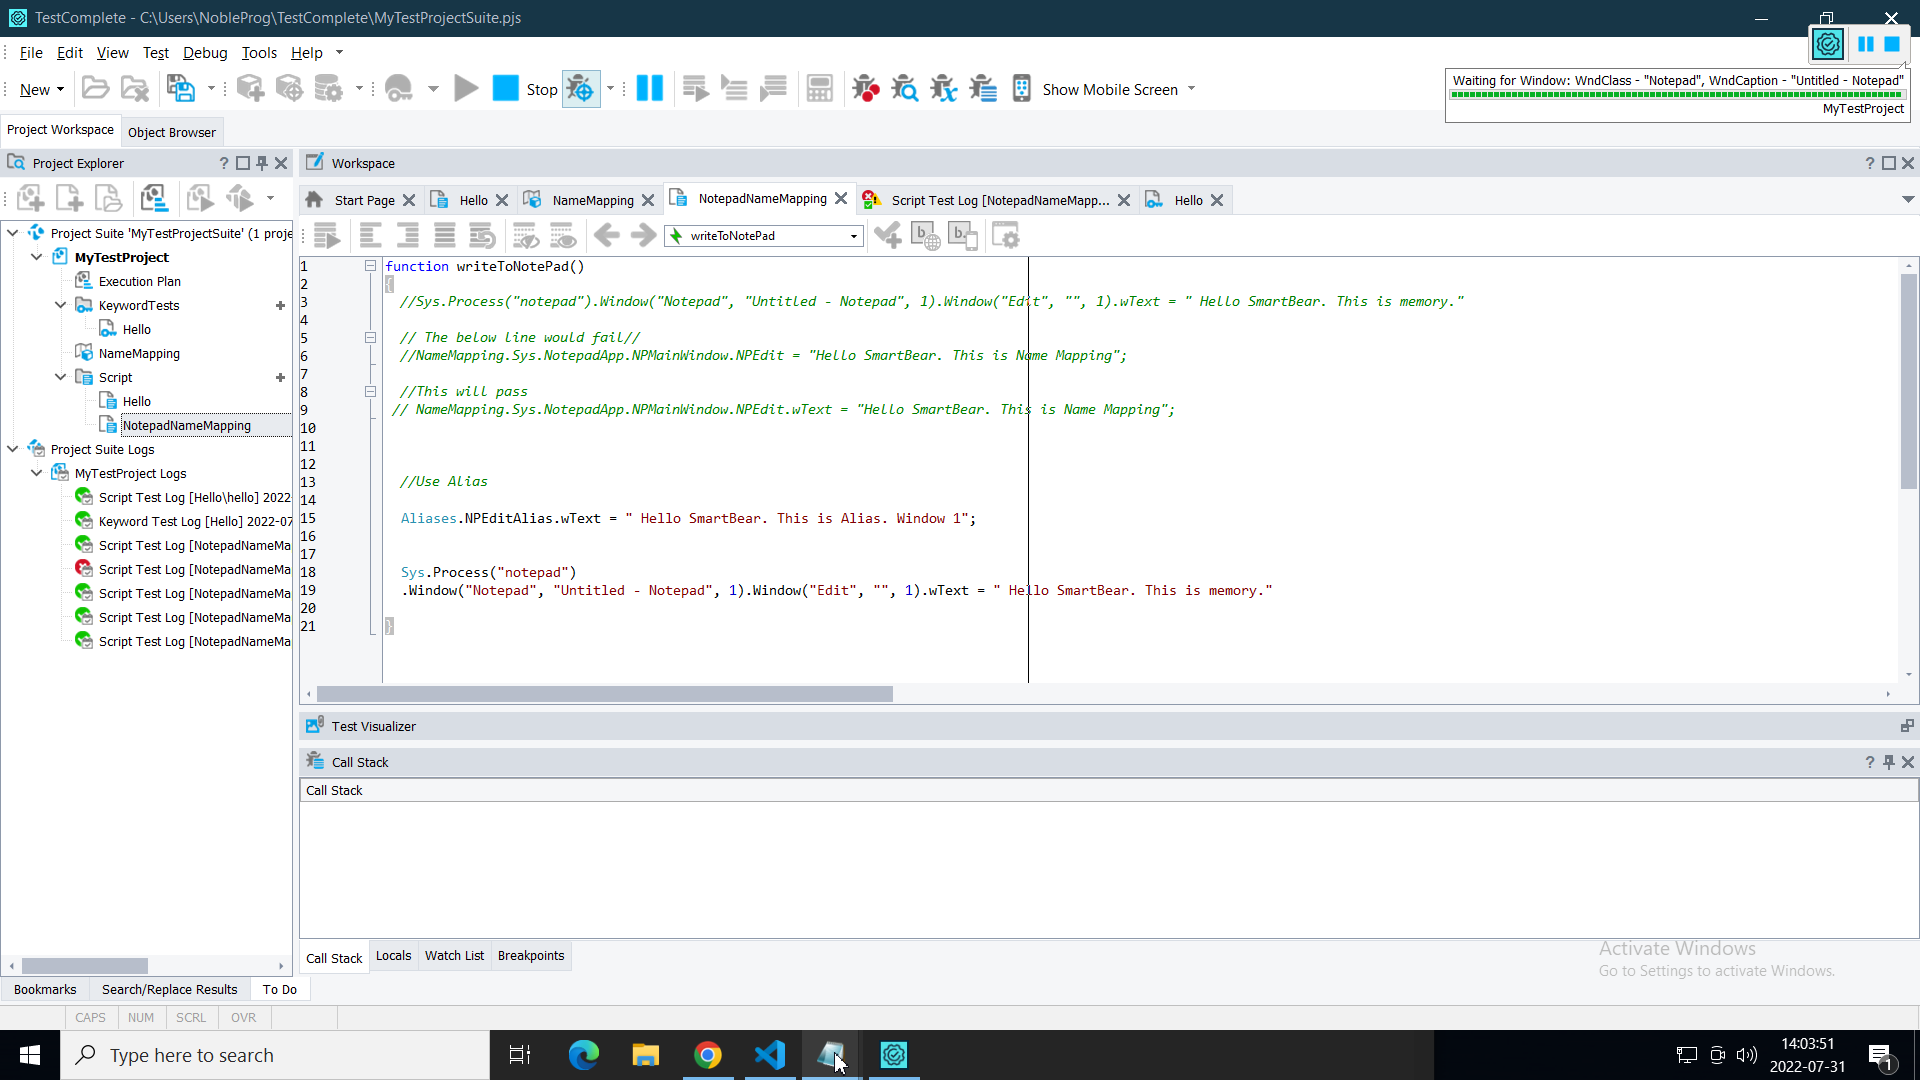 TestComplete - C:\Users\NobleProg\TestComplete\MyTestProjectSuite.pjs
File Edit View Test Debug Tools Help
New Stop Show Mobile Screen
Waiting for Window: WndClass - "Notepad", WndCaption - "Untitled - Notepad"
MyTestProject
Project Workspace Object Browser
Project Explorer
Workspace
Start Page Hello NameMapping NotepadNameMapping Script Test Log [NotepadNameMapp... Hello
writeToNotePad
Project Suite 'MyTestProjectSuite' (1 proje
MyTestProject
Execution Plan
KeywordTests
Hello
NameMapping
Script
Hello
NotepadNameMapping
Project Suite Logs
MyTestProject Logs
Script Test Log [Hello\hello] 2022
Keyword Test Log [Hello] 2022-07
Script Test Log [NotepadNameMa
Script Test Log [NotepadNameMa
Script Test Log [NotepadNameMa
Script Test Log [NotepadNameMa
Script Test Log [NotepadNameMa
1 function writeToNotePad()
2 {
3 //Sys.Process("notepad").Window("Notepad", "Untitled - Notepad", 1).Window("Edit", "", 1).wText = " Hello SmartBear. This is memory."
4
5 // The below line would fail//
6 //NameMapping.Sys.NotepadApp.NPMainWindow.NPEdit = "Hello SmartBear. This is Name Mapping";
7
8 //This will pass
9 // NameMapping.Sys.NotepadApp.NPMainWindow.NPEdit.wText = "Hello SmartBear. This is Name Mapping";
10
11
12
13 //Use Alias
14
15 Aliases.NPEditAlias.wText = " Hello SmartBear. This is Alias. Window 1";
16
17
18 Sys.Process("notepad")
19 .Window("Notepad", "Untitled - Notepad", 1).Window("Edit", "", 1).wText = " Hello SmartBear. This is memory."
20
21 }
Test Visualizer
Call Stack
Call Stack
Call Stack Locals Watch List Breakpoints
Activate Windows
Go to Settings to activate Windows.
Bookmarks Search/Replace Results To Do
CAPS NUM SCRL OVR
Type here to search
14:03:51
2022-07-31
1